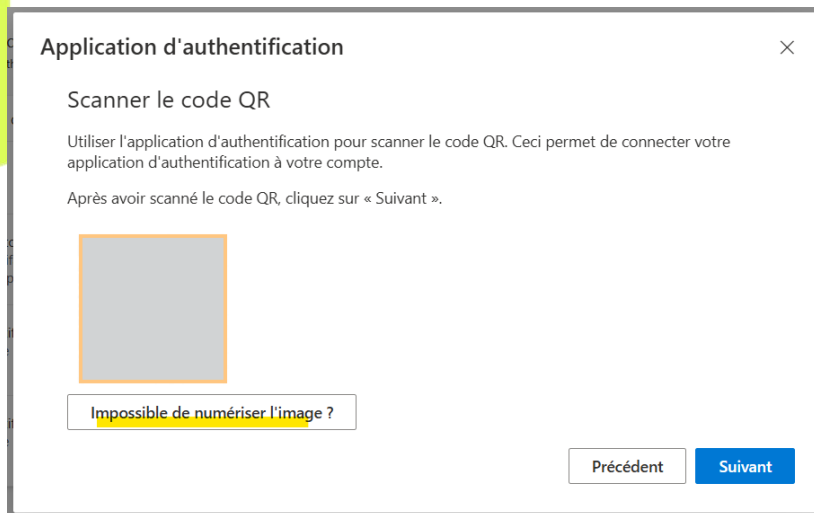 Application d'authentification
Scanner le code QR
Utiliser l'application d'authentification pour scanner le code QR. Ceci permet de connecter votre
application d'authentification à votre compte.
Après avoir scanné le code QR, cliquez sur « Suivant ».
Impossible de numériser l'image ?
Précédent
Suivant